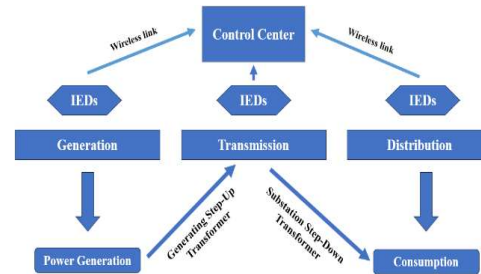 Control Center
Wireless link
Wireless link
IEDs
IEDs
IEDs
Generation
Transmission
Distribution
Generating Step-Up
Transformer
Substation Step-Down
Transformer
Power Generation
Consumption